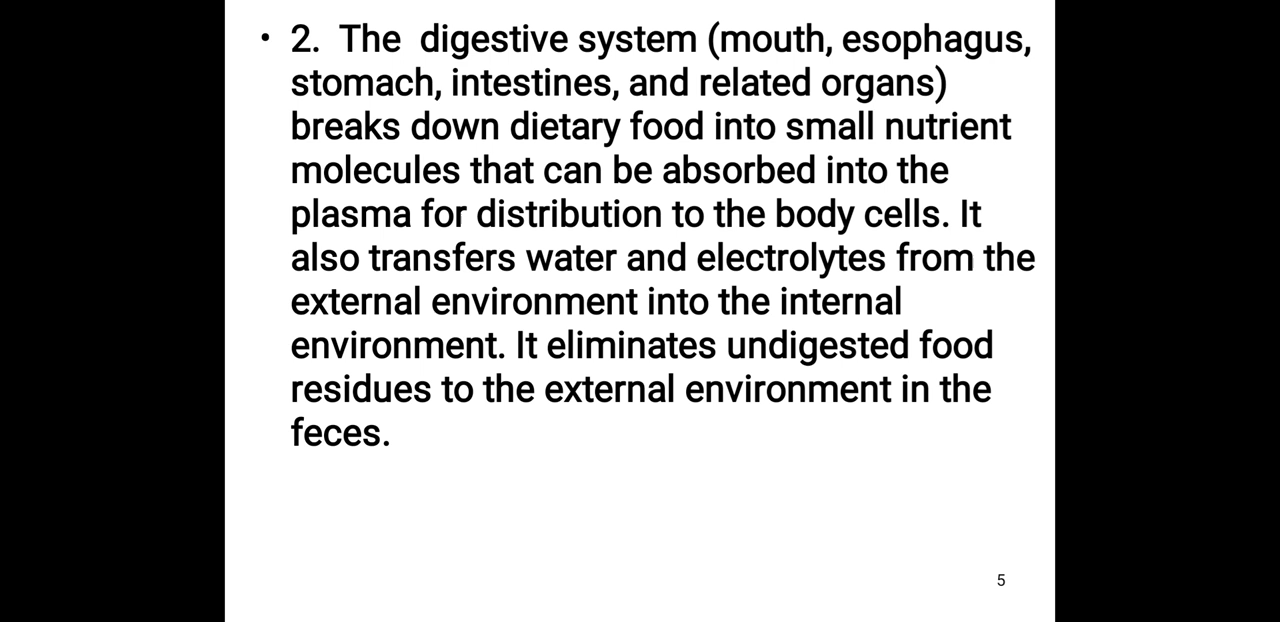 • 2.  The  digestive system (mouth, esophagus,
stomach, intestines, and related organs)
breaks down dietary food into small nutrient
molecules that can be absorbed into the
plasma for distribution to the body cells. It
also transfers water and electrolytes from the
external environment into the internal
environment. It eliminates undigested food
residues to the external environment in the
feces.
5